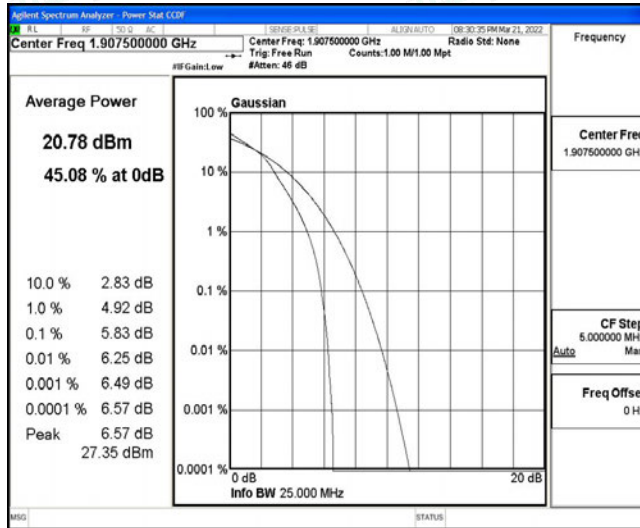 Agilent Spectrum Analyzer - Power Stat CCDF
RL RF 50 Ω AC SENSE:PULSE ALIGN AUTO 08:30:35 PM Mar 21, 2022
Center Freq 1.907500000 GHz
Center Freq: 1.907500000 GHz Radio Std: None
Trig: Free Run Counts:1.00 M/1.00 Mpt
#IFGain:Low #Atten: 46 dB
Frequency
Average Power
20.78 dBm
45.08 % at 0dB
10.0 % 2.83 dB
1.0 % 4.92 dB
0.1 % 5.83 dB
0.01 % 6.25 dB
0.001 % 6.49 dB
0.0001 % 6.57 dB
Peak 6.57 dB
27.35 dBm
Gaussian
100 %
10 %
1 %
0.1 %
0.01 %
0.001 %
0.0001 %
0 dB 20 dB
Info BW 25.000 MHz
Center Fre
1.907500000 GH
CF Step
5.000000 MH
Auto Ma
Freq Offse
0 H
MSG STATUS